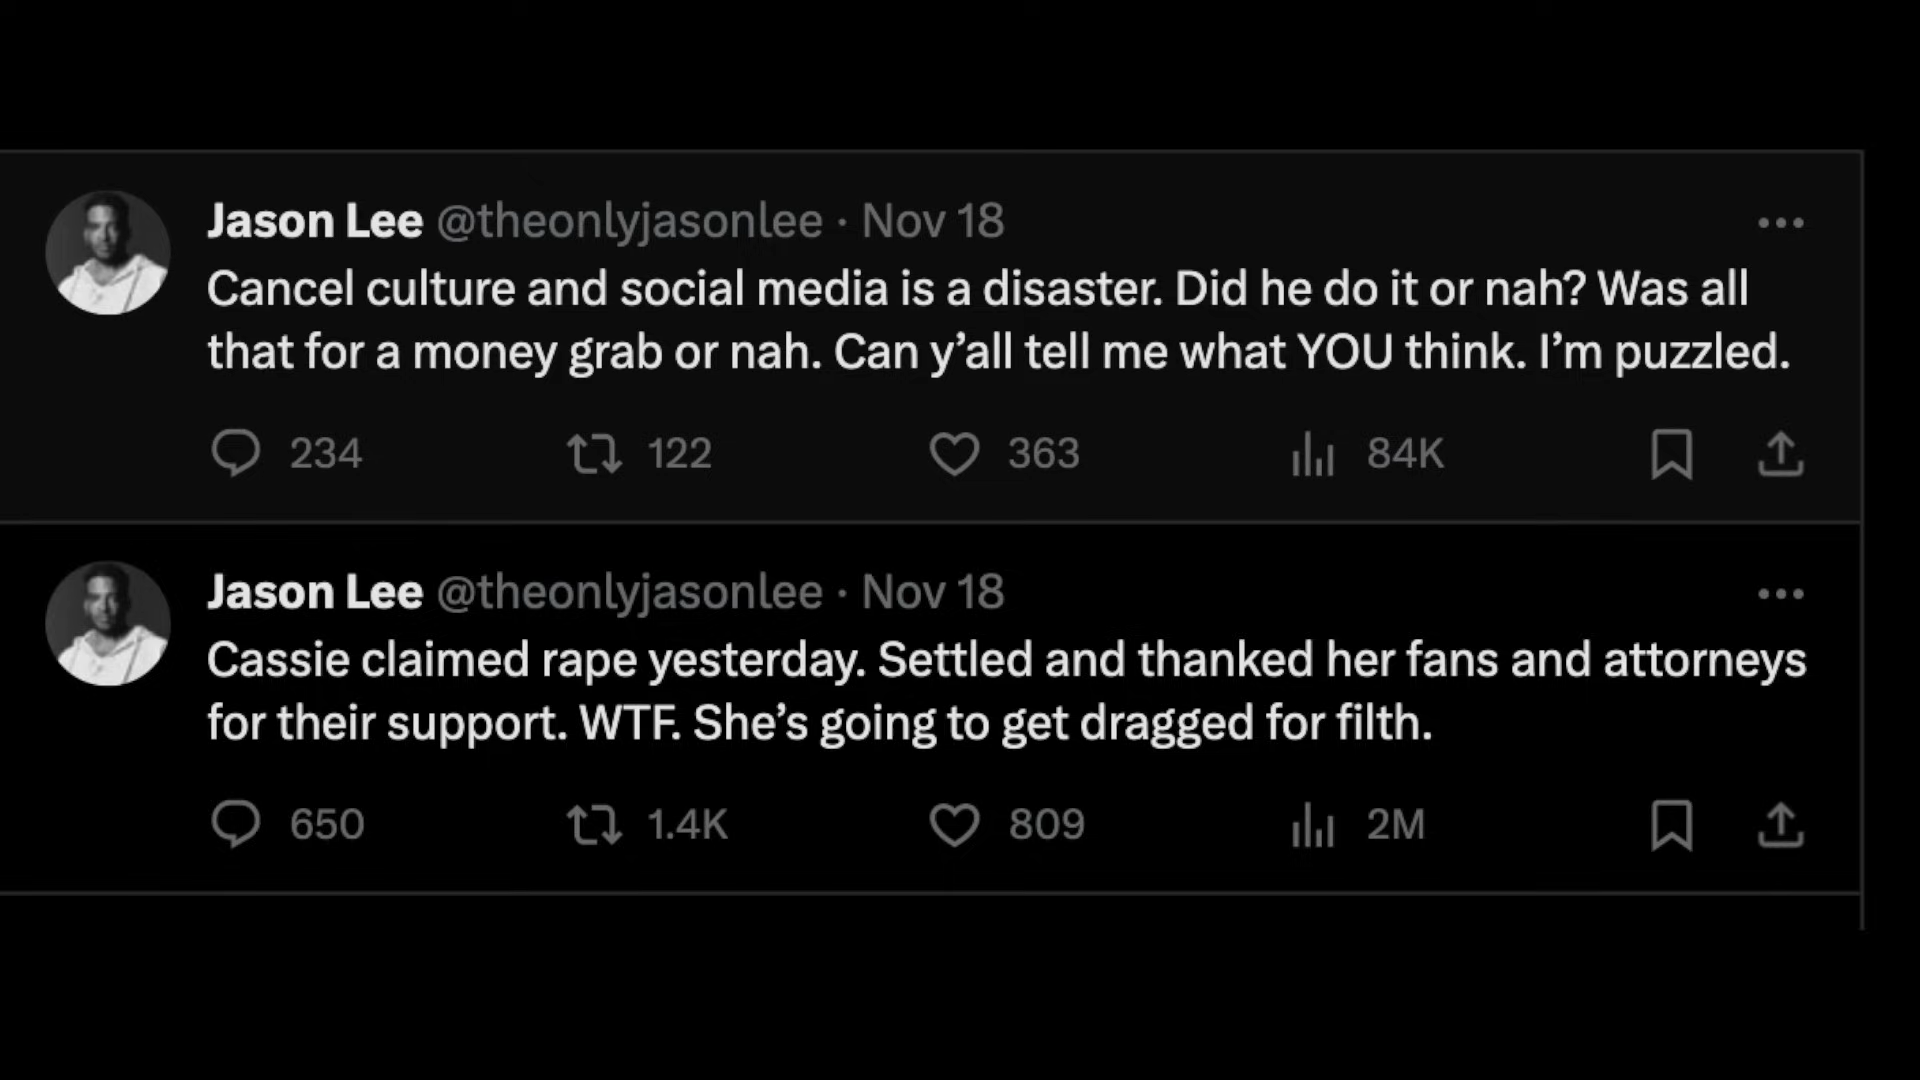 Jason Lee @theonlyjasonlee · Nov 18
Cancel culture and social media is a disaster. Did he do it or nah? Was all
that for a money grab or nah. Can y’all tell me what YOU think. I’m puzzled.
234 122 363 84K
Jason Lee @theonlyjasonlee · Nov 18
Cassie claimed rape yesterday. Settled and thanked her fans and attorneys
for their support. WTF. She’s going to get dragged for filth.
650 1.4K 809 2M